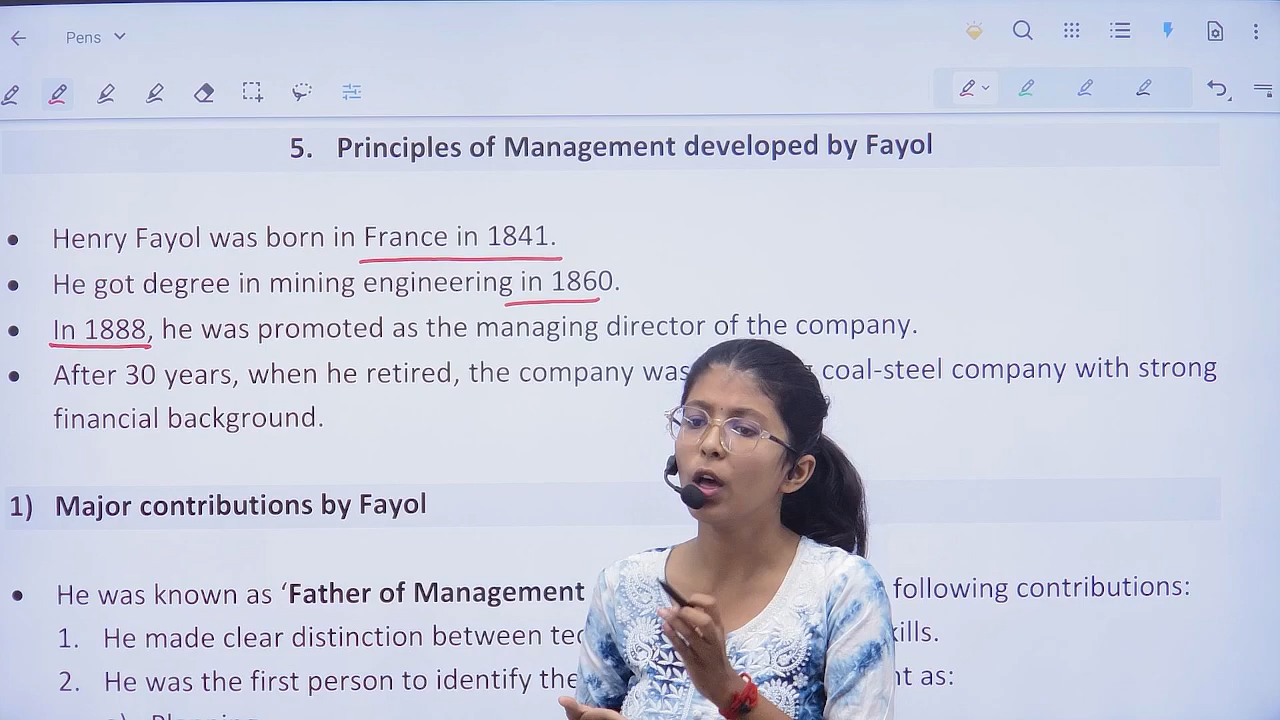 Pens
5. Principles of Management developed by Fayol
• Henry Fayol was born in France in 1841.
• He got degree in mining engineering in 1860.
• In 1888, he was promoted as the managing director of the company.
• After 30 years, when he retired, the company was coal-steel company with strong
financial background.
1) Major contributions by Fayol
• He was known as ‘Father of Management following contributions:
1. He made clear distinction between
2. He was the first person to identify the as:
a) Planning